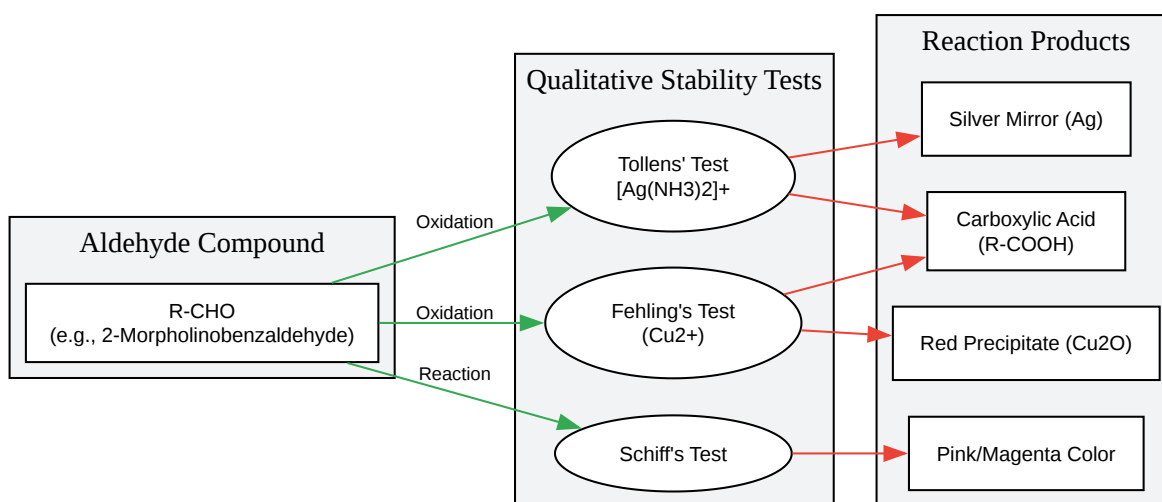 Aldehyde Compound
R-CHO
(e.g., 2-Morpholinobenzaldehyde)
Oxidation
Oxidation
Reaction
Qualitative Stability Tests
Tollens' Test
[Ag(NH3)2]+
Fehling's Test
(Cu2+)
Schiff's Test
Reaction Products
Silver Mirror (Ag)
Carboxylic Acid
(R-COOH)
Red Precipitate (Cu2O)
Pink/Magenta Color